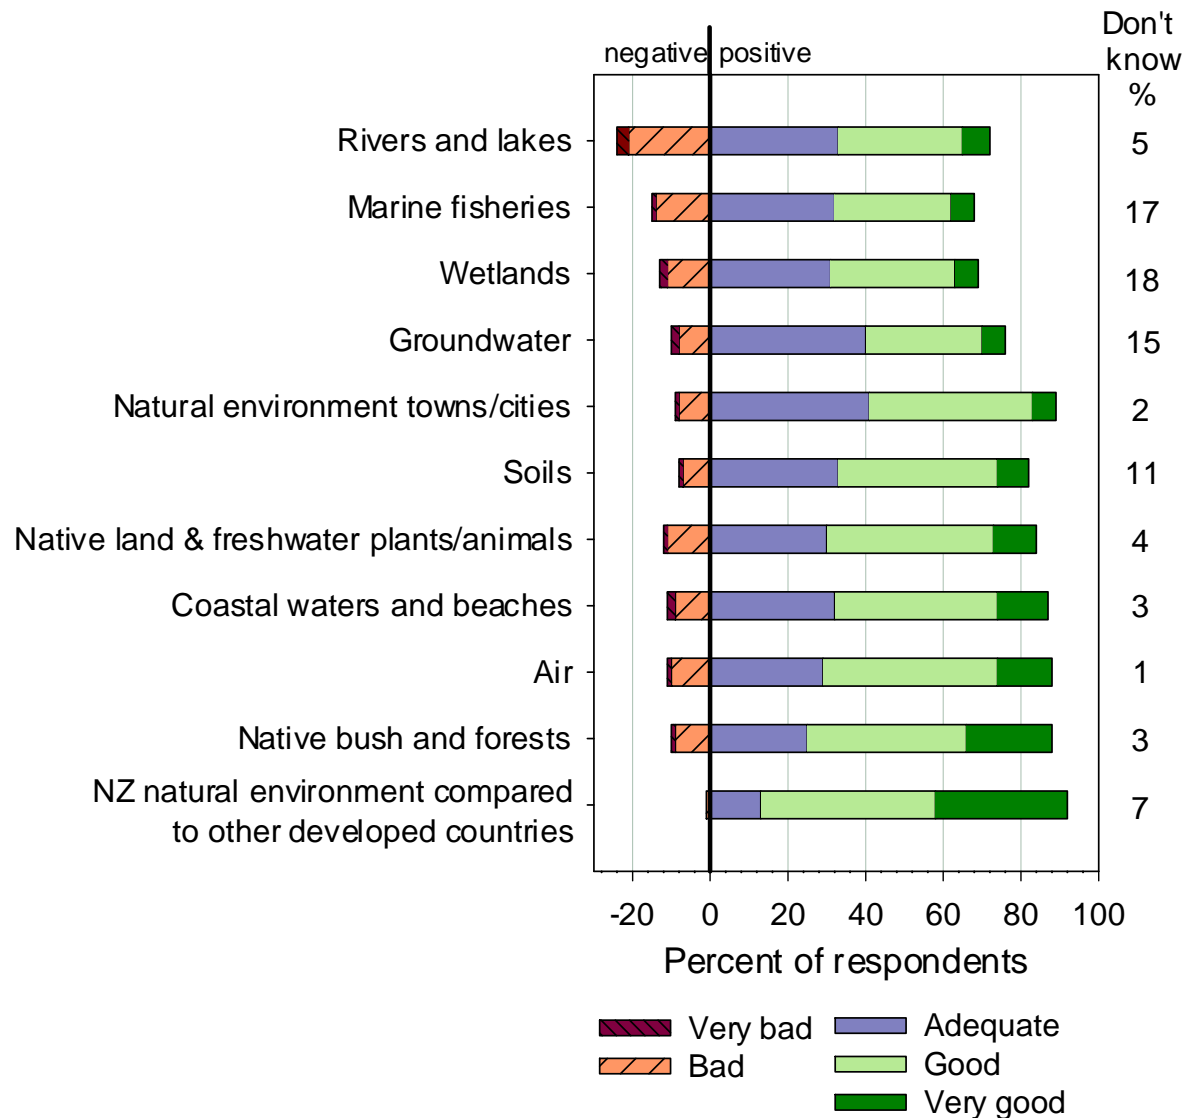 Don't
know
%
negative positive
Rivers and lakes 5
Marine fisheries 17
Wetlands 18
Groundwater 15
Natural environment towns/cities 2
Soils 11
Native land & freshwater plants/animals 4
Coastal waters and beaches 3
Air 1
Native bush and forests 3
NZ natural environment compared
to other developed countries 7
-20 0 20 40 60 80 100
Percent of respondents
Very bad Adequate
Bad Good
Very good